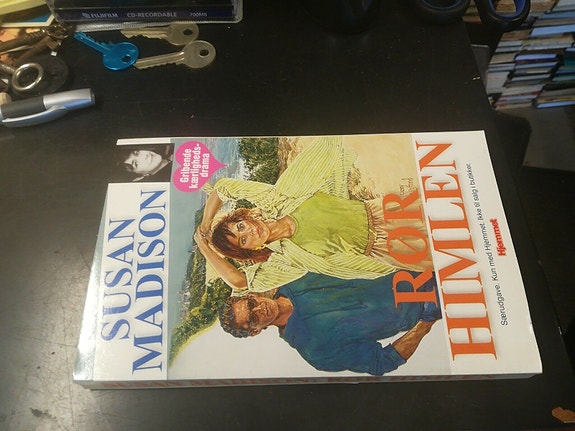 SUSAN
MADISON
Gribende
kærligheds-
drama
RØR
HIMLEN
Særudgave. Kun med Hjemmet. Ikke til salg i butikker.
Hjemmet
FUJIFILM
CD-RECORDABLE
700MB